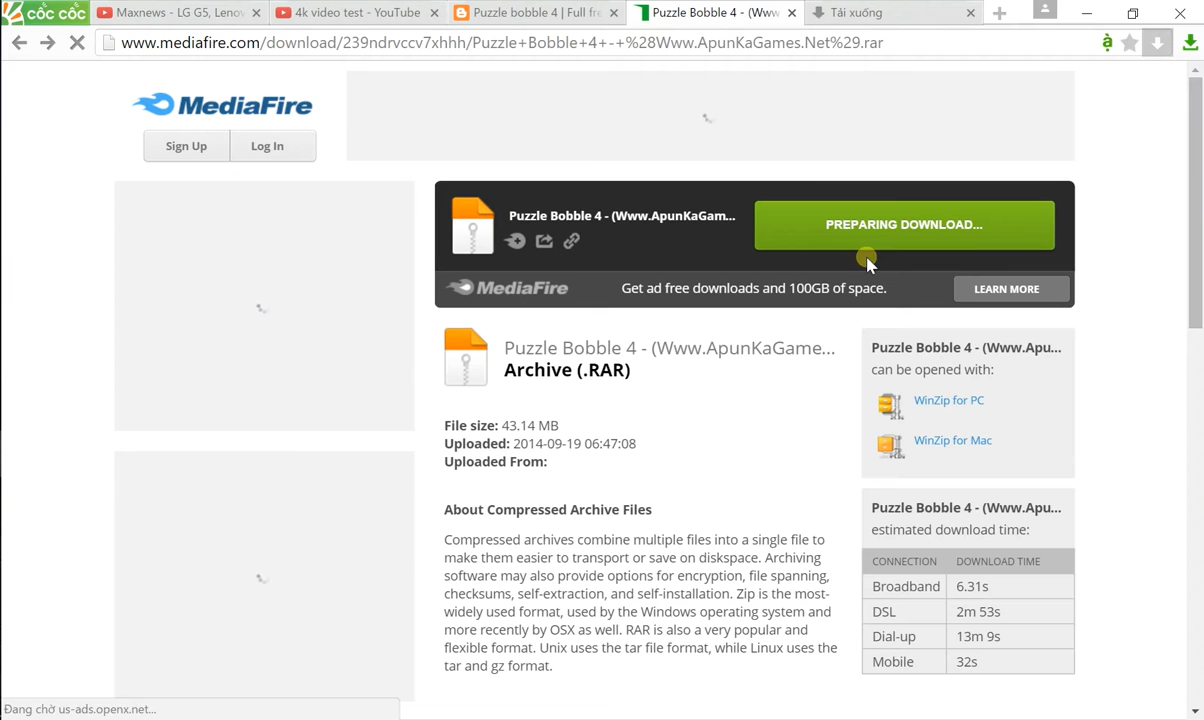 cốc cốc
Maxnews - LG G5, Lenov
4k video test - YouTube
Puzzle bobble 4 | Full fre
Puzzle Bobble 4 - (Www
Tải xuống
www.mediafire.com/download/239ndrvccv7xhhh/Puzzle+Bobble+4+-+%28Www.ApunKaGames.Net%29.rar
MediaFire
Sign Up
Log In
Puzzle Bobble 4 - (Www.ApunKaGam...
PREPARING DOWNLOAD...
MediaFire
Get ad free downloads and 100GB of space.
LEARN MORE
Puzzle Bobble 4 - (Www.ApunKaGame...
Archive (.RAR)
File size: 43.14 MB
Uploaded: 2014-09-19 06:47:08
Uploaded From:
About Compressed Archive Files
Compressed archives combine multiple files into a single file to
make them easier to transport or save on diskspace. Archiving
software may also provide options for encryption, file spanning,
checksums, self-extraction, and self-installation. Zip is the most-
widely used format, used by the Windows operating system and
more recently by OSX as well. RAR is also a very popular and
flexible format. Unix uses the tar file format, while Linux uses the
tar and gz format.
Puzzle Bobble 4 - (Www.Apu...
can be opened with:
WinZip for PC
WinZip for Mac
Puzzle Bobble 4 - (Www.Apu...
estimated download time:
CONNECTION DOWNLOAD TIME
Broadband 6.31s
DSL 2m 53s
Dial-up 13m 9s
Mobile 32s
Đang chờ us-ads.openx.net...